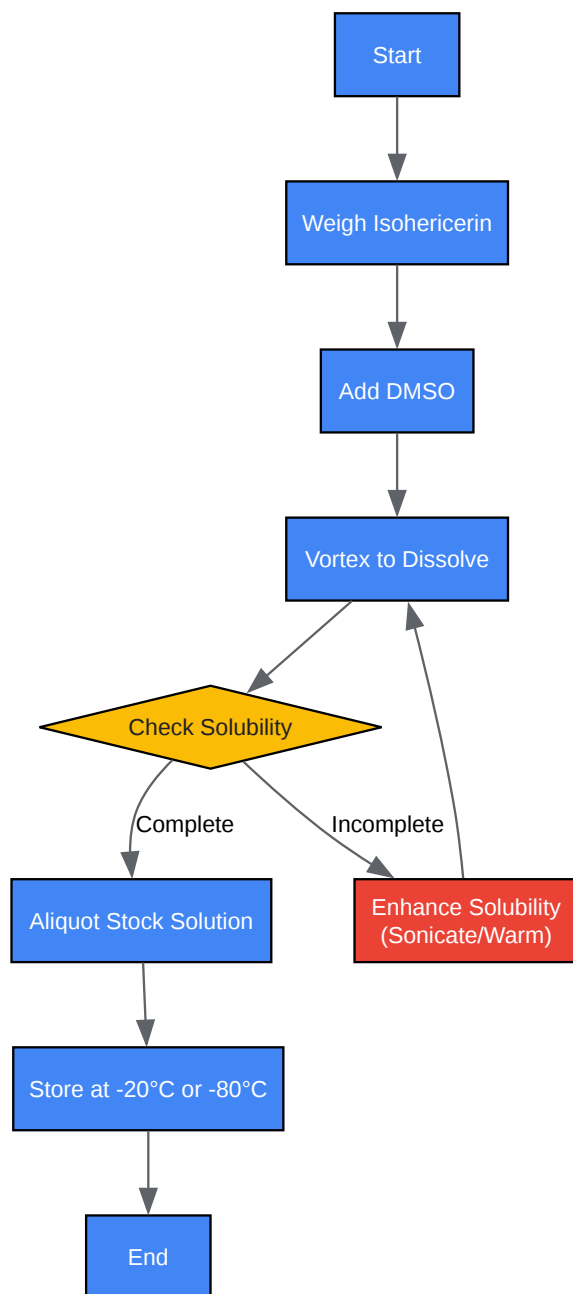 Start
Weigh Isohericerin
Add DMSO
Vortex to Dissolve
Check Solubility
Complete
Incomplete
Aliquot Stock Solution
Enhance Solubility
(Sonicate/Warm)
Store at -20°C or -80°C
End